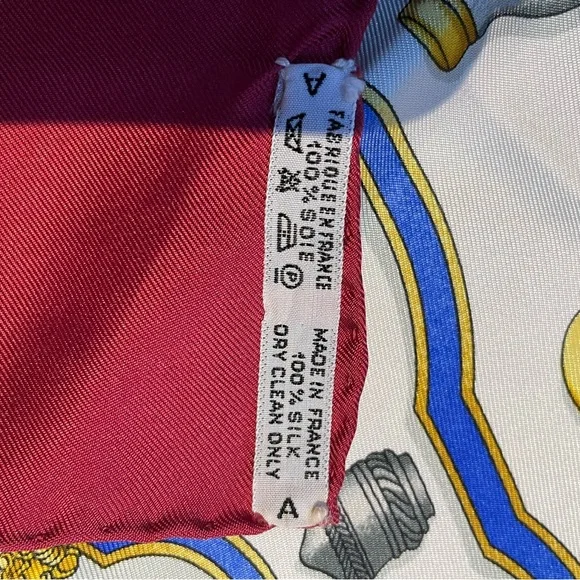 A
FABRIQUE EN FRANCE
100% SOIE
P
MADE IN FRANCE
100% SILK
DRY CLEAN ONLY
A